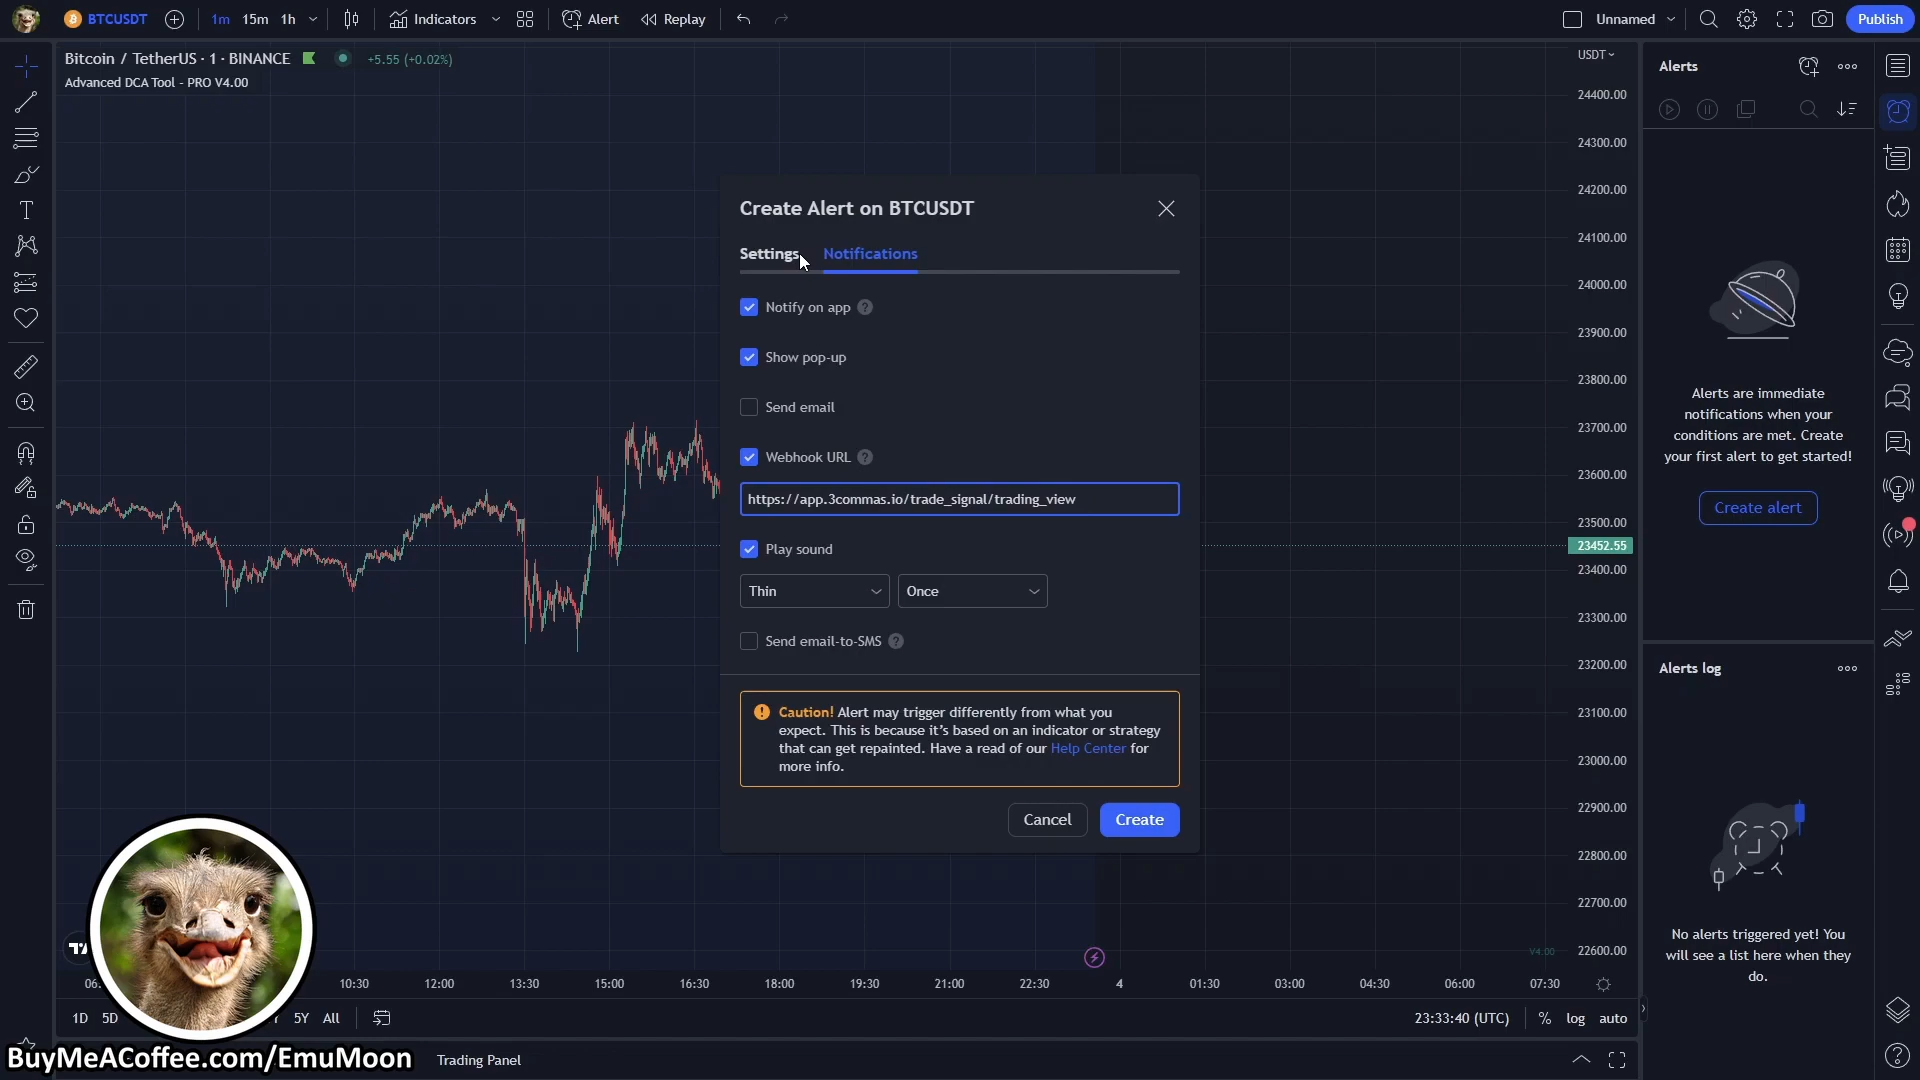 BTCUSDT
1m 15m 1h
Indicators
Alert
Replay
Unnamed
Publish
Bitcoin / TetherUS · 1 · BINANCE
+5.55 (+0.02%)
Advanced DCA Tool - PRO V4.00
USDT
24400.00
24300.00
24200.00
24100.00
24000.00
23900.00
23800.00
23700.00
23600.00
23500.00
23452.55
23400.00
23300.00
23200.00
23100.00
23000.00
22900.00
22800.00
22700.00
22600.00
Create Alert on BTCUSDT
Settings
Notifications
Notify on app
Show pop-up
Send email
Webhook URL
https://app.3commas.io/trade_signal/trading_view
Play sound
Thin
Once
Send email-to-SMS
Caution! Alert may trigger differently from what you
expect. This is because it’s based on an indicator or strategy
that can get repainted. Have a read of our Help Center for
more info.
Cancel
Create
Alerts
Alerts are immediate
notifications when your
conditions are met. Create
your first alert to get started!
Create alert
Alerts log
No alerts triggered yet! You
will see a list here when they
do.
V4.00
10:30 12:00 13:30 15:00 16:30 18:00 19:30 21:00 22:30 4 01:30 03:00 04:30 06:00 07:30
1D 5D 5Y All
23:33:40 (UTC)
% log auto
BuyMeACoffee.com/EmuMoon
Trading Panel